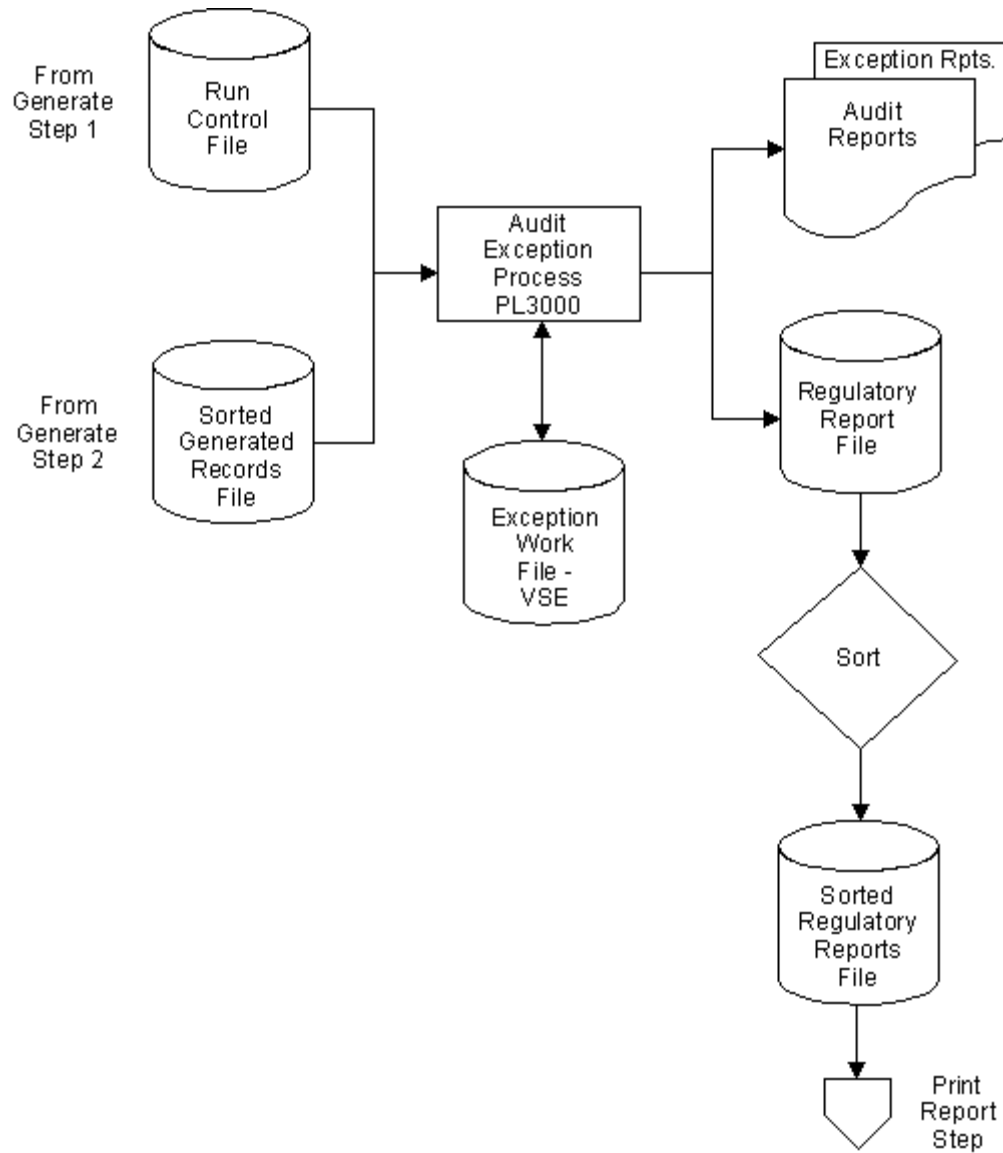 From
Generate
Step 1
Run
Control
File
Exception Rpts.
Audit
Reports
Audit
Exception
Process
PL3000
From
Generate
Step 2
Sorted
Generated
Records
File
Exception
Work
File -
VSE
Regulatory
Report
File
Sort
Sorted
Regulatory
Reports
File
Print
Report
Step